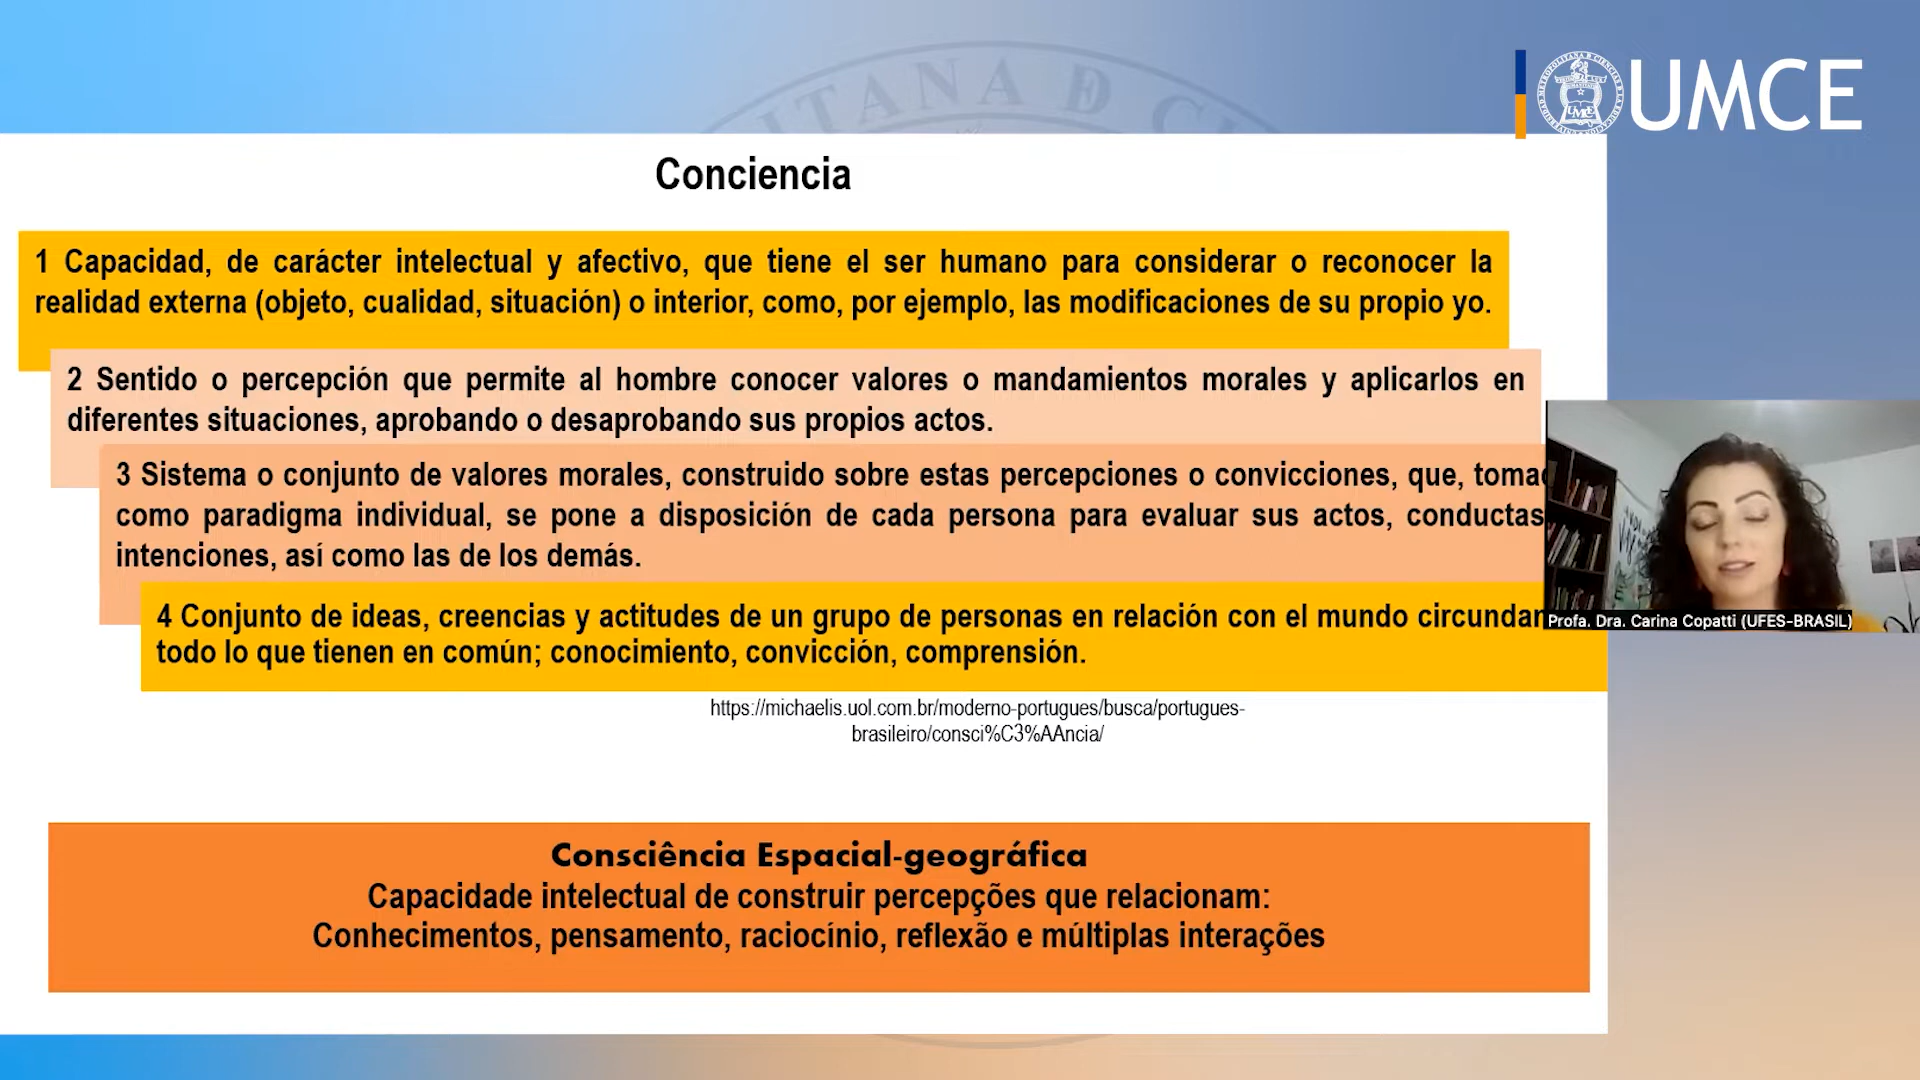 ITANA Đ CI
UMCE
Conciencia
1 Capacidad, de carácter intelectual y afectivo, que tiene el ser humano para considerar o reconocer la
realidad externa (objeto, cualidad, situación) o interior, como, por ejemplo, las modificaciones de su propio yo.
2 Sentido o percepción que permite al hombre conocer valores o mandamientos morales y aplicarlos en
diferentes situaciones, aprobando o desaprobando sus propios actos.
3 Sistema o conjunto de valores morales, construido sobre estas percepciones o convicciones, que,
como paradigma individual, se pone a disposición de cada persona para evaluar sus actos, conductas
intenciones, así como las de los demás.
4 Conjunto de ideas, creencias y actitudes de un grupo de personas en relación con el mundo
todo lo que tienen en común; conocimiento, convicción, comprensión.
Profa. Dra. Carina Copatti (UFES-BRASIL)
https://michaelis.uol.com.br/moderno-portugues/busca/portugues-
brasileiro/consci%C3%AAncia/
Consciência Espacial-geográfica
Capacidade intelectual de construir percepções que relacionam:
Conhecimentos, pensamento, raciocínio, reflexão e múltiplas interações